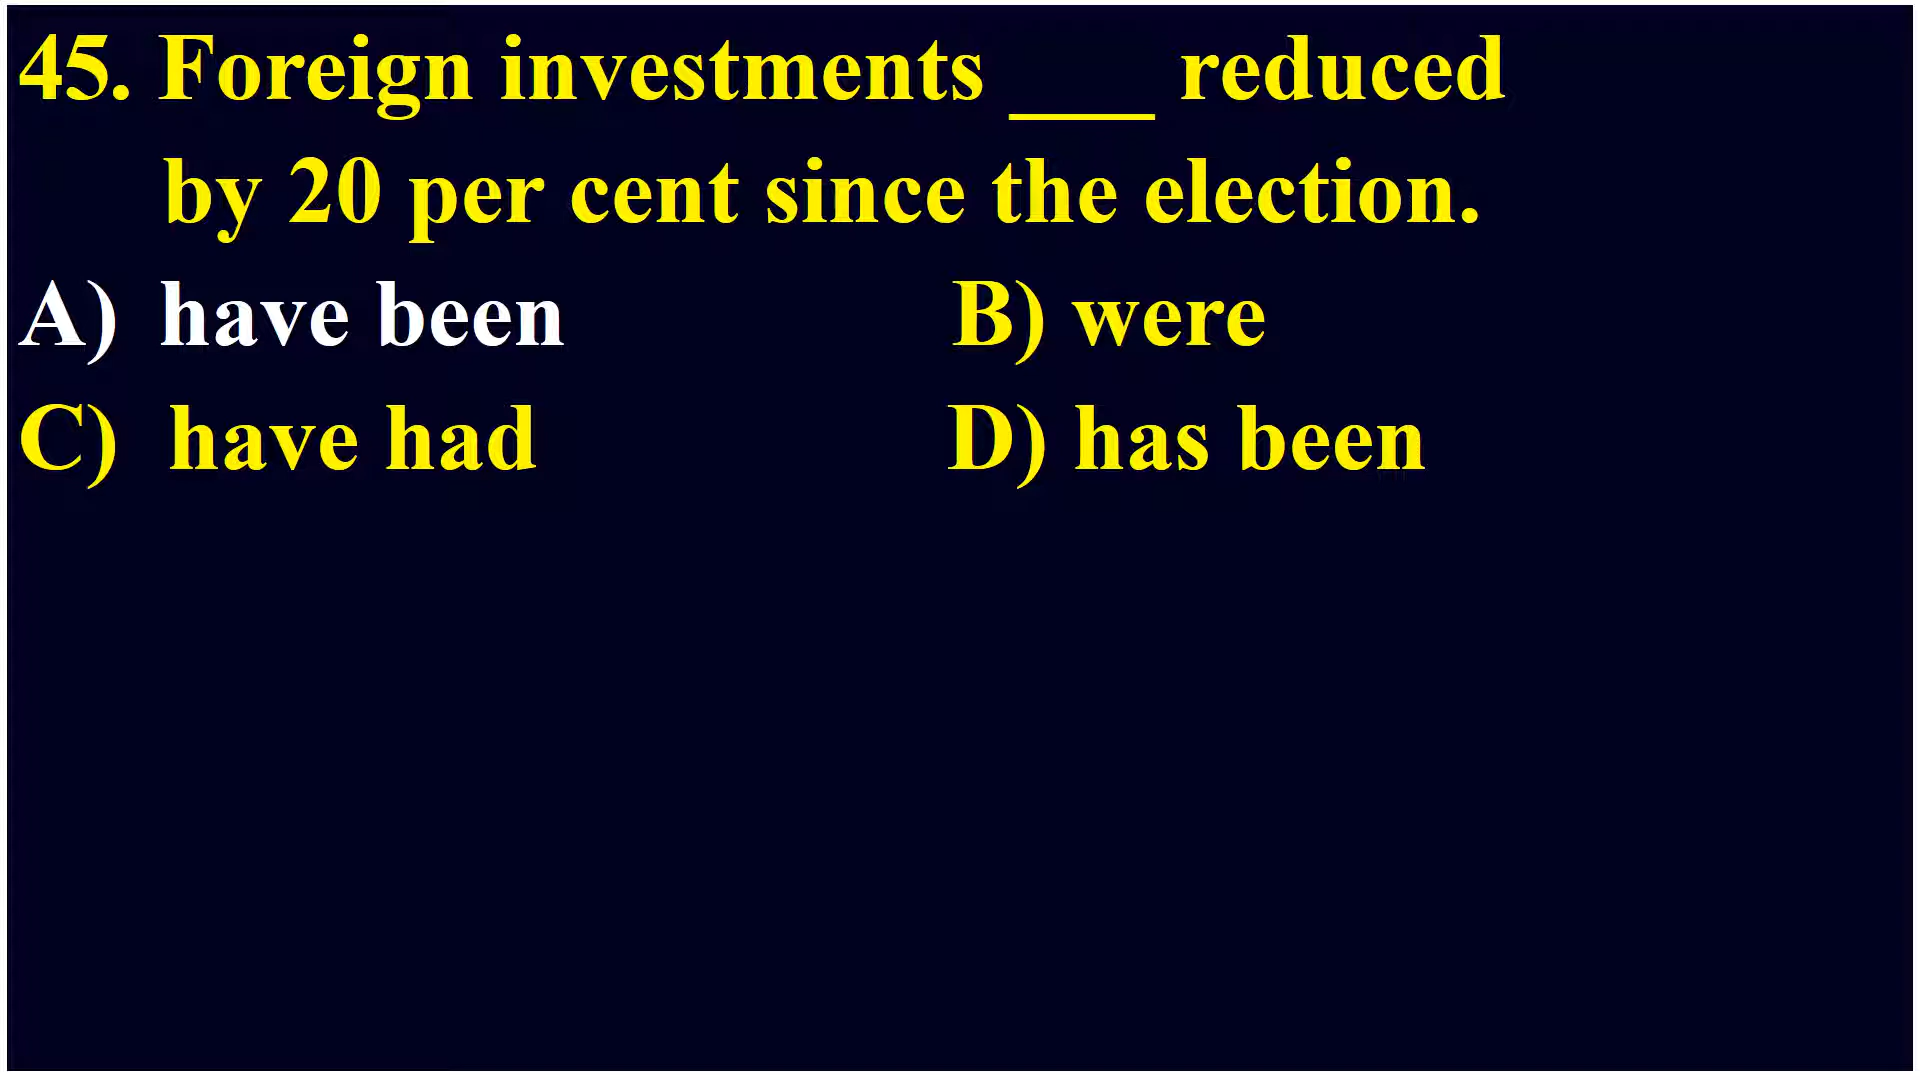 45. Foreign investments ___ reduced
by 20 per cent since the election.
A) have been B) were
C) have had D) has been